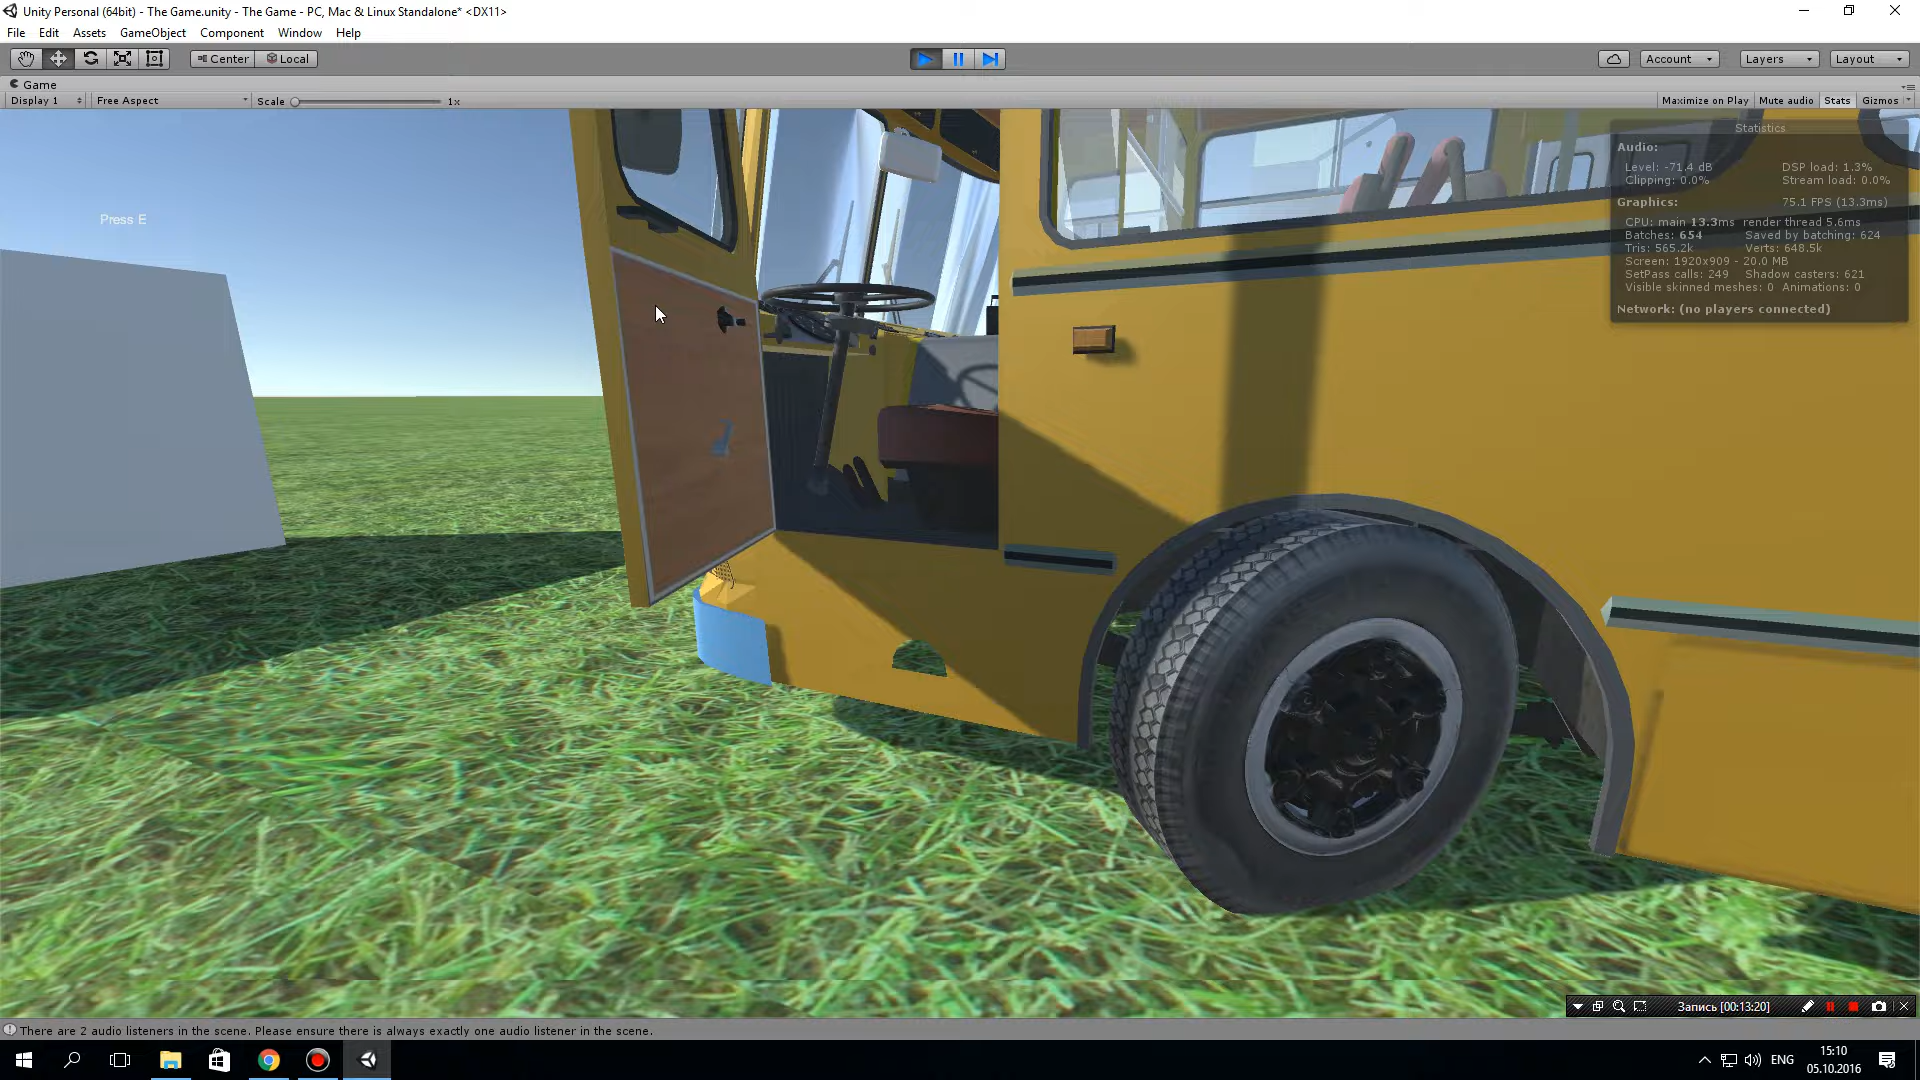 Unity Personal (64bit) - The Game.unity - The Game - PC, Mac & Linux Standalone* <DX11>
File Edit Assets GameObject Component Window Help
Center Local Account Layers Layout
Game
Display 1 Free Aspect Scale 1x Maximize on Play Mute audio Stats Gizmos
Statistics
Audio:
Level: -71.4 dB DSP load: 1.3%
Clipping: 0.0% Stream load: 0.0%
Graphics: 75.1 FPS (13.3ms)
CPU: main 13.3ms render thread 5.6ms
Batches: 654 Saved by batching: 624
Tris: 565.2k Verts: 648.5k
Screen: 1920x909 - 20.0 MB
SetPass calls: 249 Shadow casters: 621
Visible skinned meshes: 0 Animations: 0
Network: (no players connected)
Press E
Запись [00:13:20]
There are 2 audio listeners in the scene. Please ensure there is always exactly one audio listener in the scene.
ENG
15:10
05.10.2016